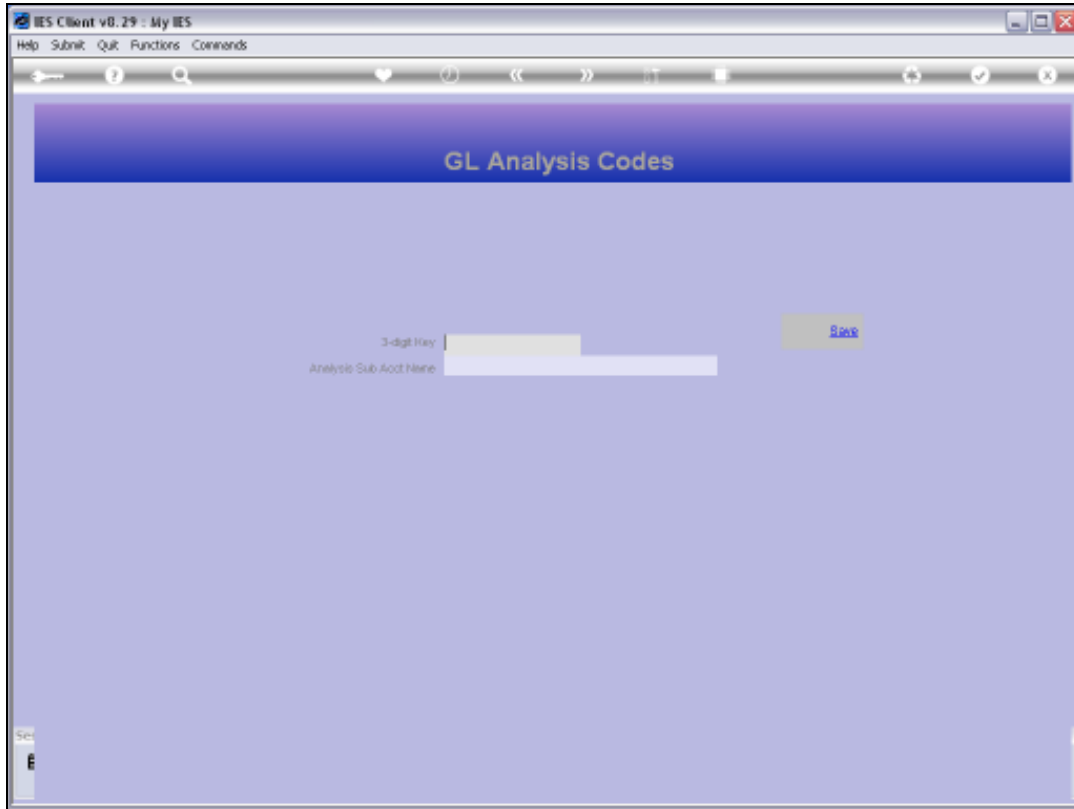 IES Client v8.29 : My IES
Help Submit Quit Functions Commands
GL Analysis Codes
3-digit Key
Save
Analysis Sub Acct Name
Ses